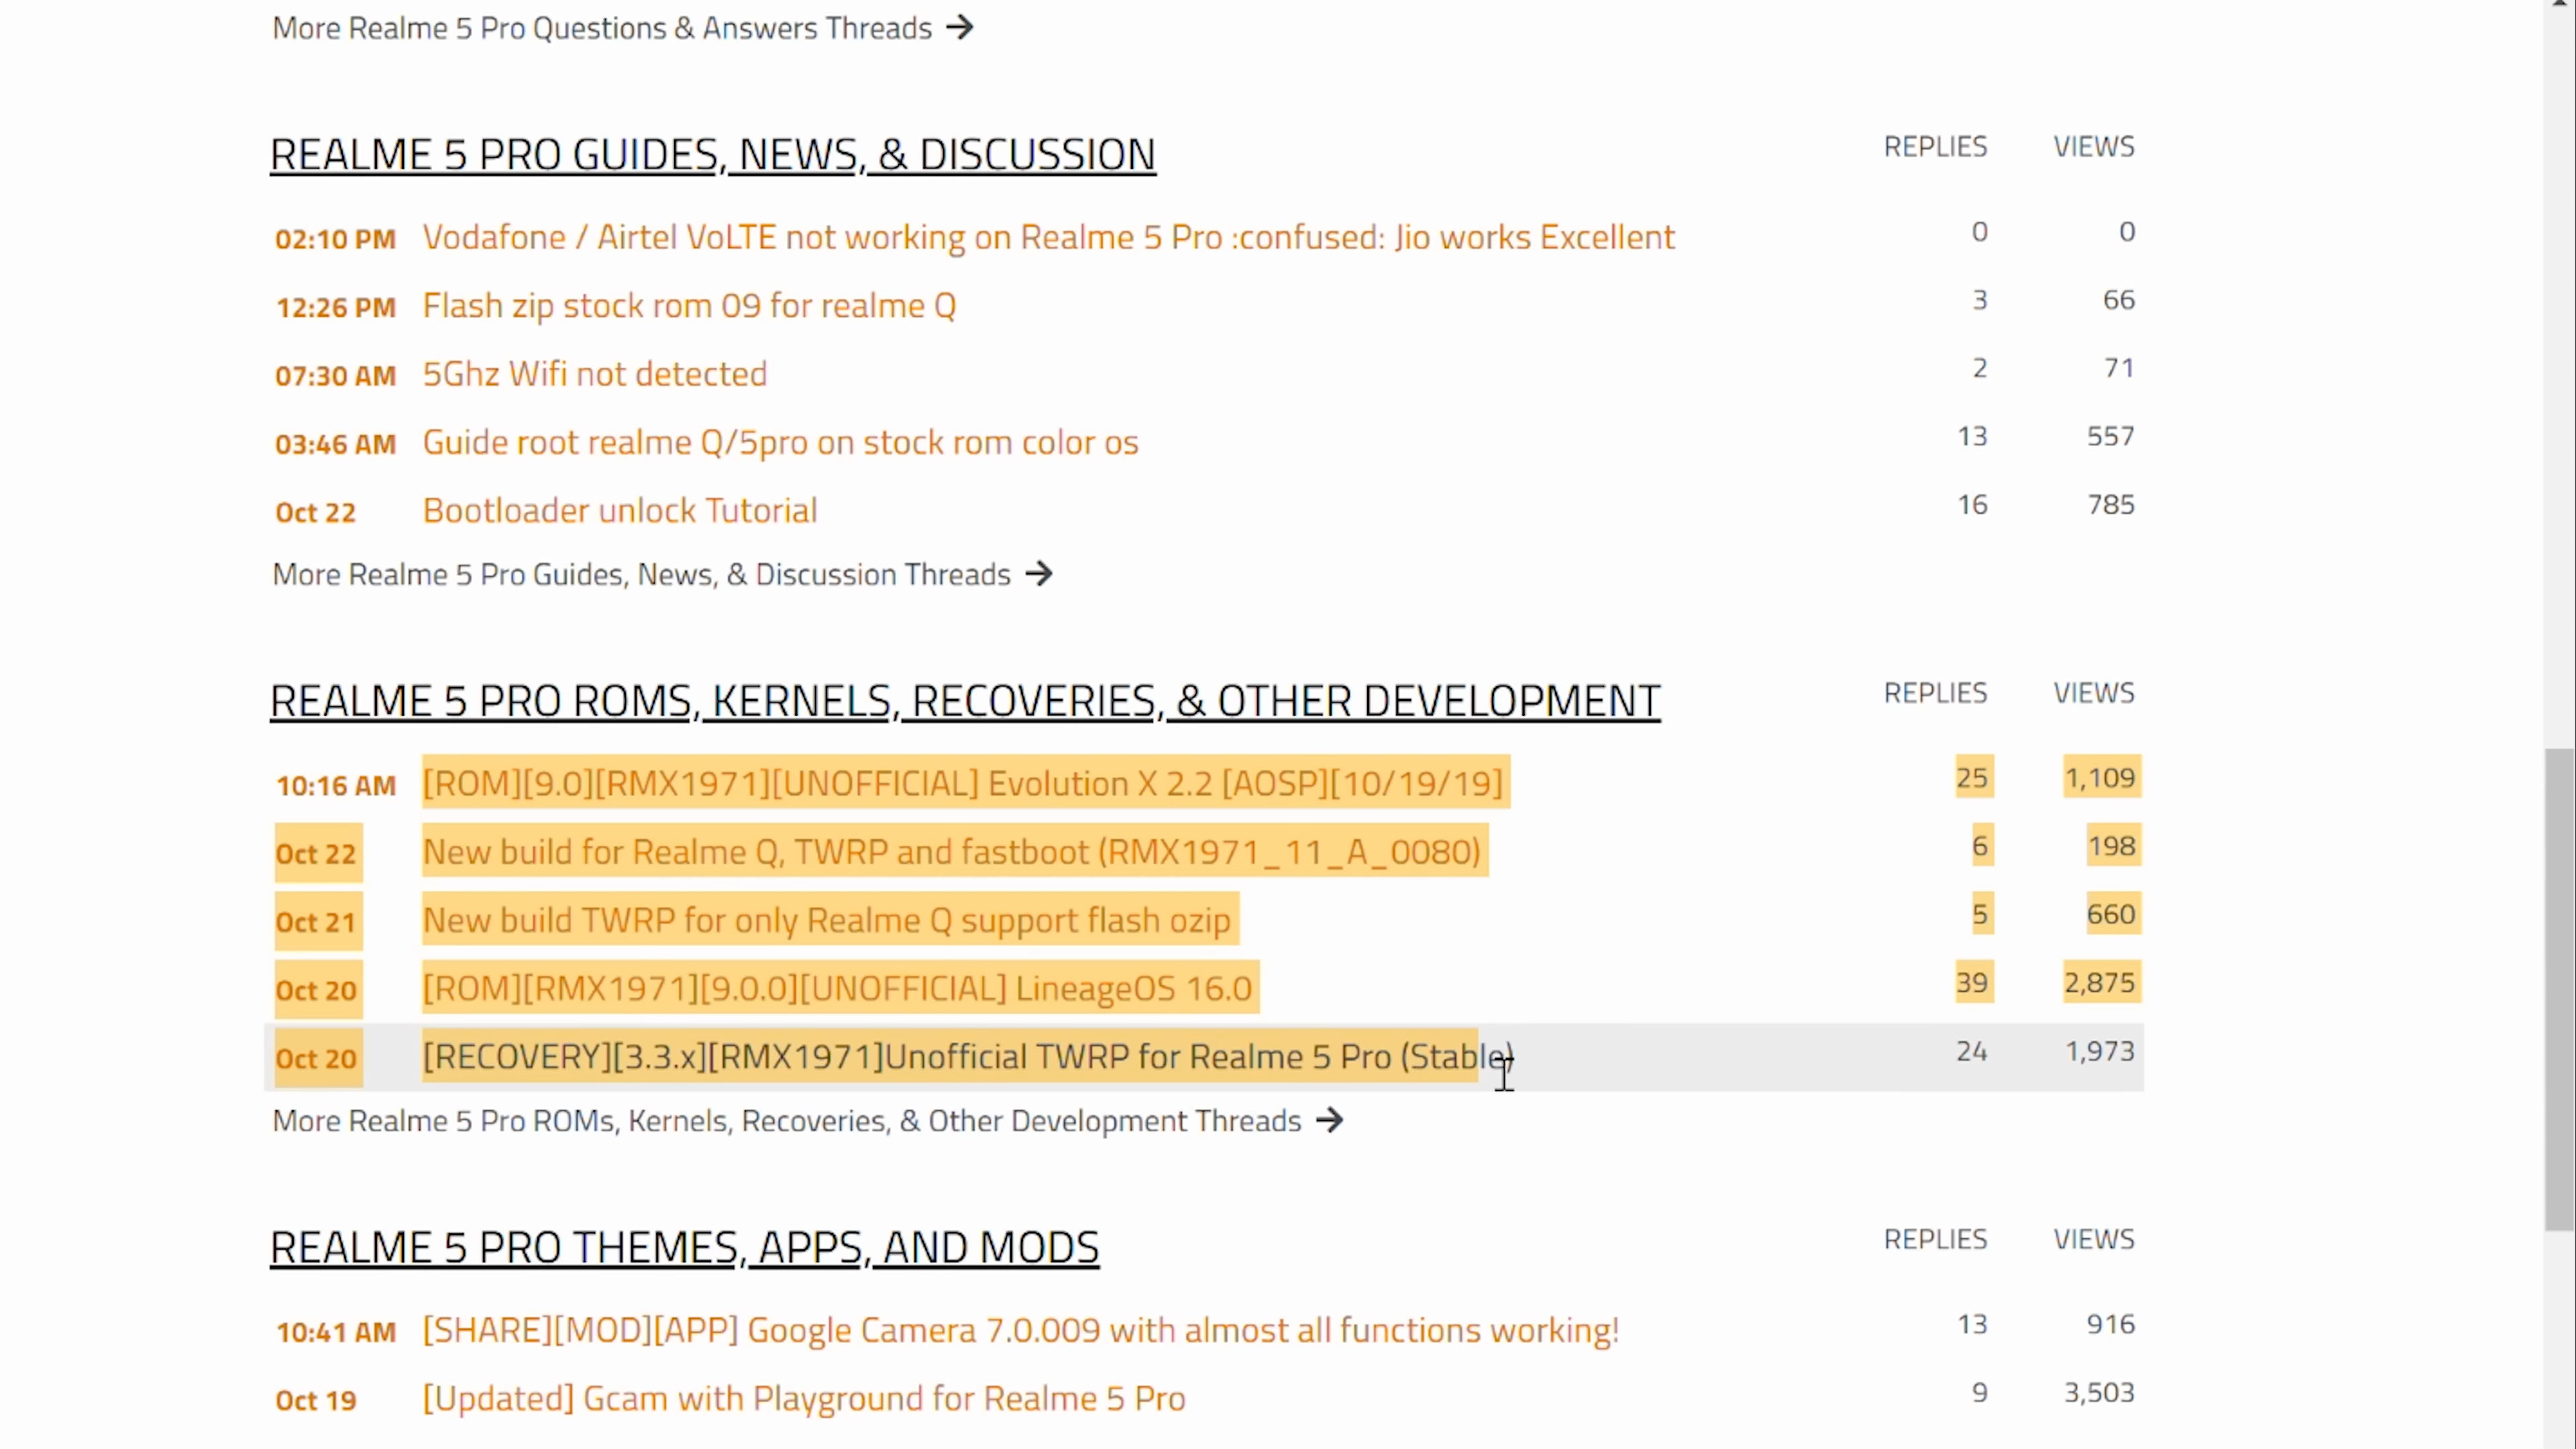 More Realme 5 Pro Questions & Answers Threads →
REALME 5 PRO GUIDES, NEWS, & DISCUSSION REPLIES VIEWS
02:10 PM Vodafone / Airtel VoLTE not working on Realme 5 Pro :confused: Jio works Excellent 0 0
12:26 PM Flash zip stock rom 09 for realme Q 3 66
07:30 AM 5Ghz Wifi not detected 2 71
03:46 AM Guide root realme Q/5pro on stock rom color os 13 557
Oct 22 Bootloader unlock Tutorial 16 785
More Realme 5 Pro Guides, News, & Discussion Threads →
REALME 5 PRO ROMS, KERNELS, RECOVERIES, & OTHER DEVELOPMENT REPLIES VIEWS
10:16 AM [ROM][9.0][RMX1971][UNOFFICIAL] Evolution X 2.2 [AOSP][10/19/19] 25 1,109
Oct 22 New build for Realme Q, TWRP and fastboot (RMX1971_11_A_0080) 6 198
Oct 21 New build TWRP for only Realme Q support flash ozip 5 660
Oct 20 [ROM][RMX1971][9.0.0][UNOFFICIAL] LineageOS 16.0 39 2,875
Oct 20 [RECOVERY][3.3.x][RMX1971]Unofficial TWRP for Realme 5 Pro (Stable) 24 1,973
More Realme 5 Pro ROMs, Kernels, Recoveries, & Other Development Threads →
REALME 5 PRO THEMES, APPS, AND MODS REPLIES VIEWS
10:41 AM [SHARE][MOD][APP] Google Camera 7.0.009 with almost all functions working! 13 916
Oct 19 [Updated] Gcam with Playground for Realme 5 Pro 9 3,503